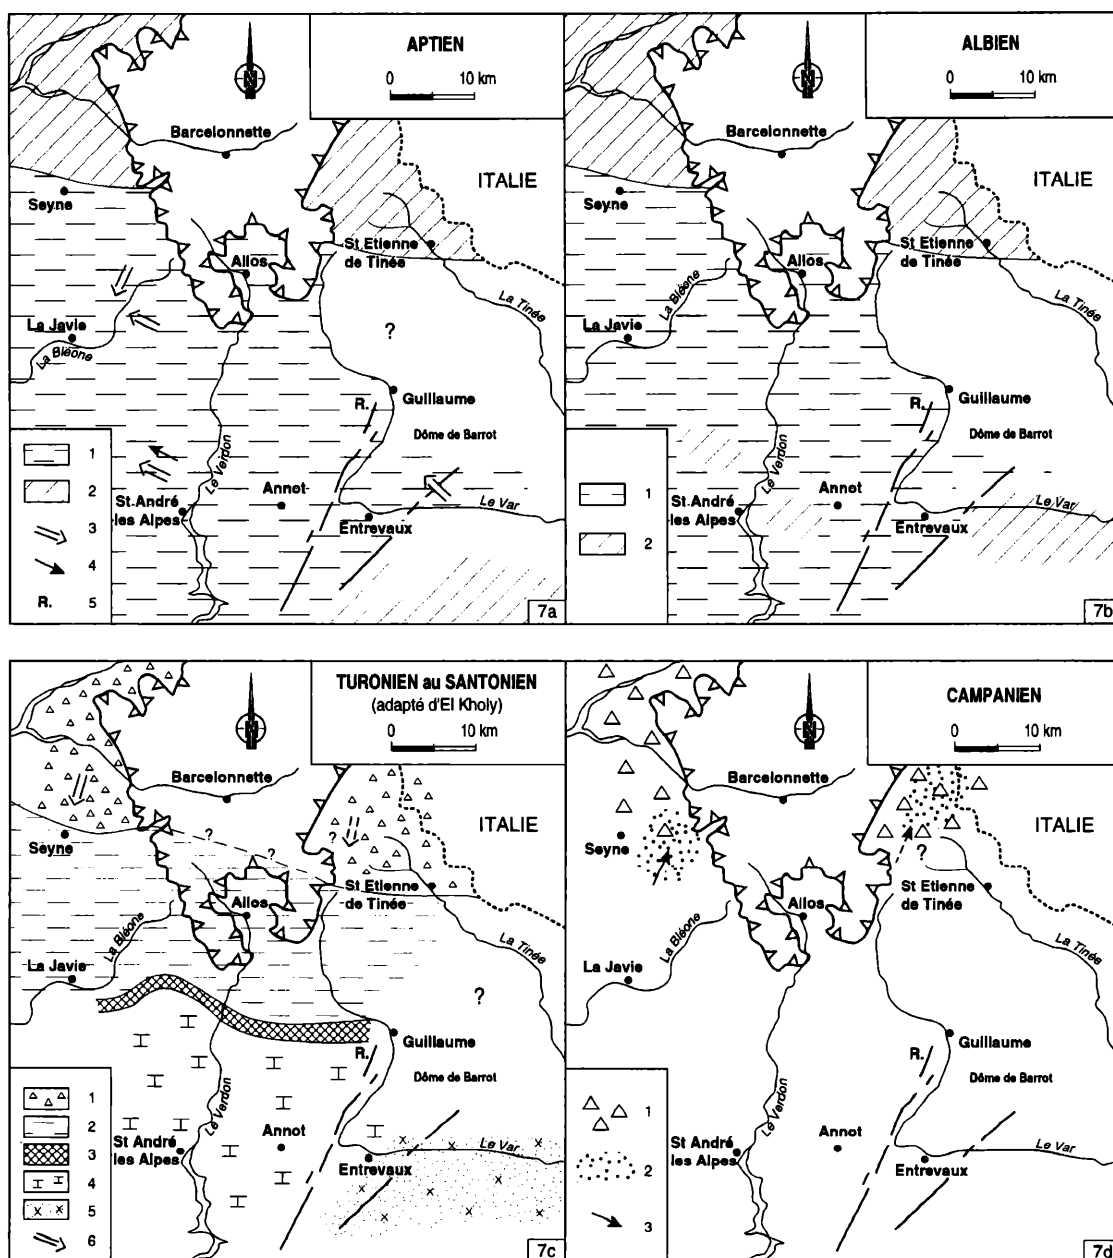 APTIEN
0 10 km
N
Barcelonnette
ITALIE
Seyne
St Etienne
de Tinée
Allos
La Tinée
La Javie
La Bléone
?
Guillaume
R.
Dôme de Barrot
Le Verdon
St.André
les Alpes
Annot
Le Var
Entrevaux
1
2
3
4
R. 5
7a
ALBIEN
0 10 km
N
Barcelonnette
ITALIE
Seyne
St Etienne
de Tinée
Allos
La Bléone
La Tinée
La Javie
Guillaume
R.
Dôme de Barrot
Le Verdon
St.André
les Alpes
Annot
Le Var
Entrevaux
1
2
7b
TURONIEN au SANTONIEN
(adapté d'El Kholy)
0 10 km
N
Barcelonnette
ITALIE
Seyne
?
?
?
St Etienne
de Tinée
Allos
La Bléone
La Tinée
La Javie
?
Guillaume
R.
Dôme de Barrot
Le Verdon
St André
les Alpes
Annot
Le Var
Entrevaux
1
2
3
4
5
6
7c
CAMPANIEN
0 10 km
N
Barcelonnette
ITALIE
Seyne
?
St Etienne
de Tinée
Allos
La Bléone
La Tinée
La Javie
Guillaume
R.
Dôme de Barrot
Le Verdon
St André
les Alpes
Annot
Le Var
Entrevaux
1
2
3
7d